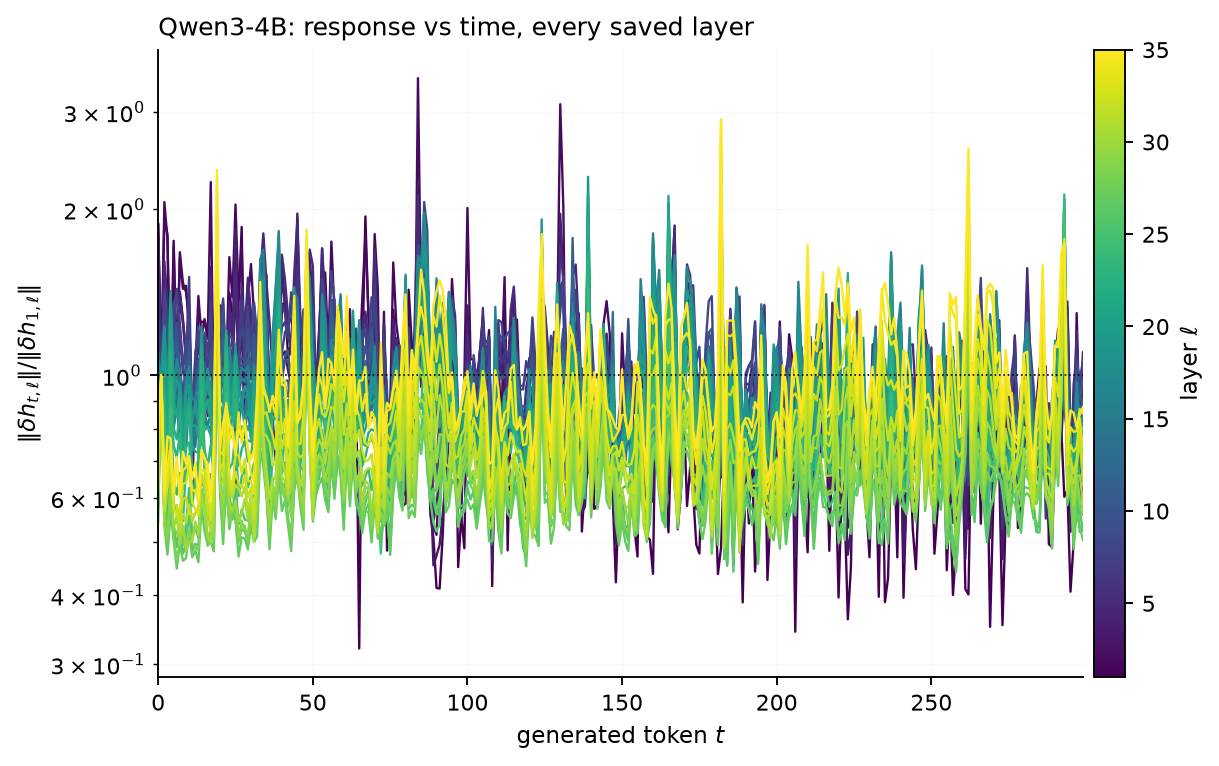 Qwen3-4B: response vs time, every saved layer
3 × 10⁰
2 × 10⁰
10⁰
6 × 10⁻¹
4 × 10⁻¹
3 × 10⁻¹
‖δh_{t,ℓ}‖/‖δh_{1,ℓ}‖
0 50 100 150 200 250
generated token t
35
30
25
20
15
10
5
layer ℓ